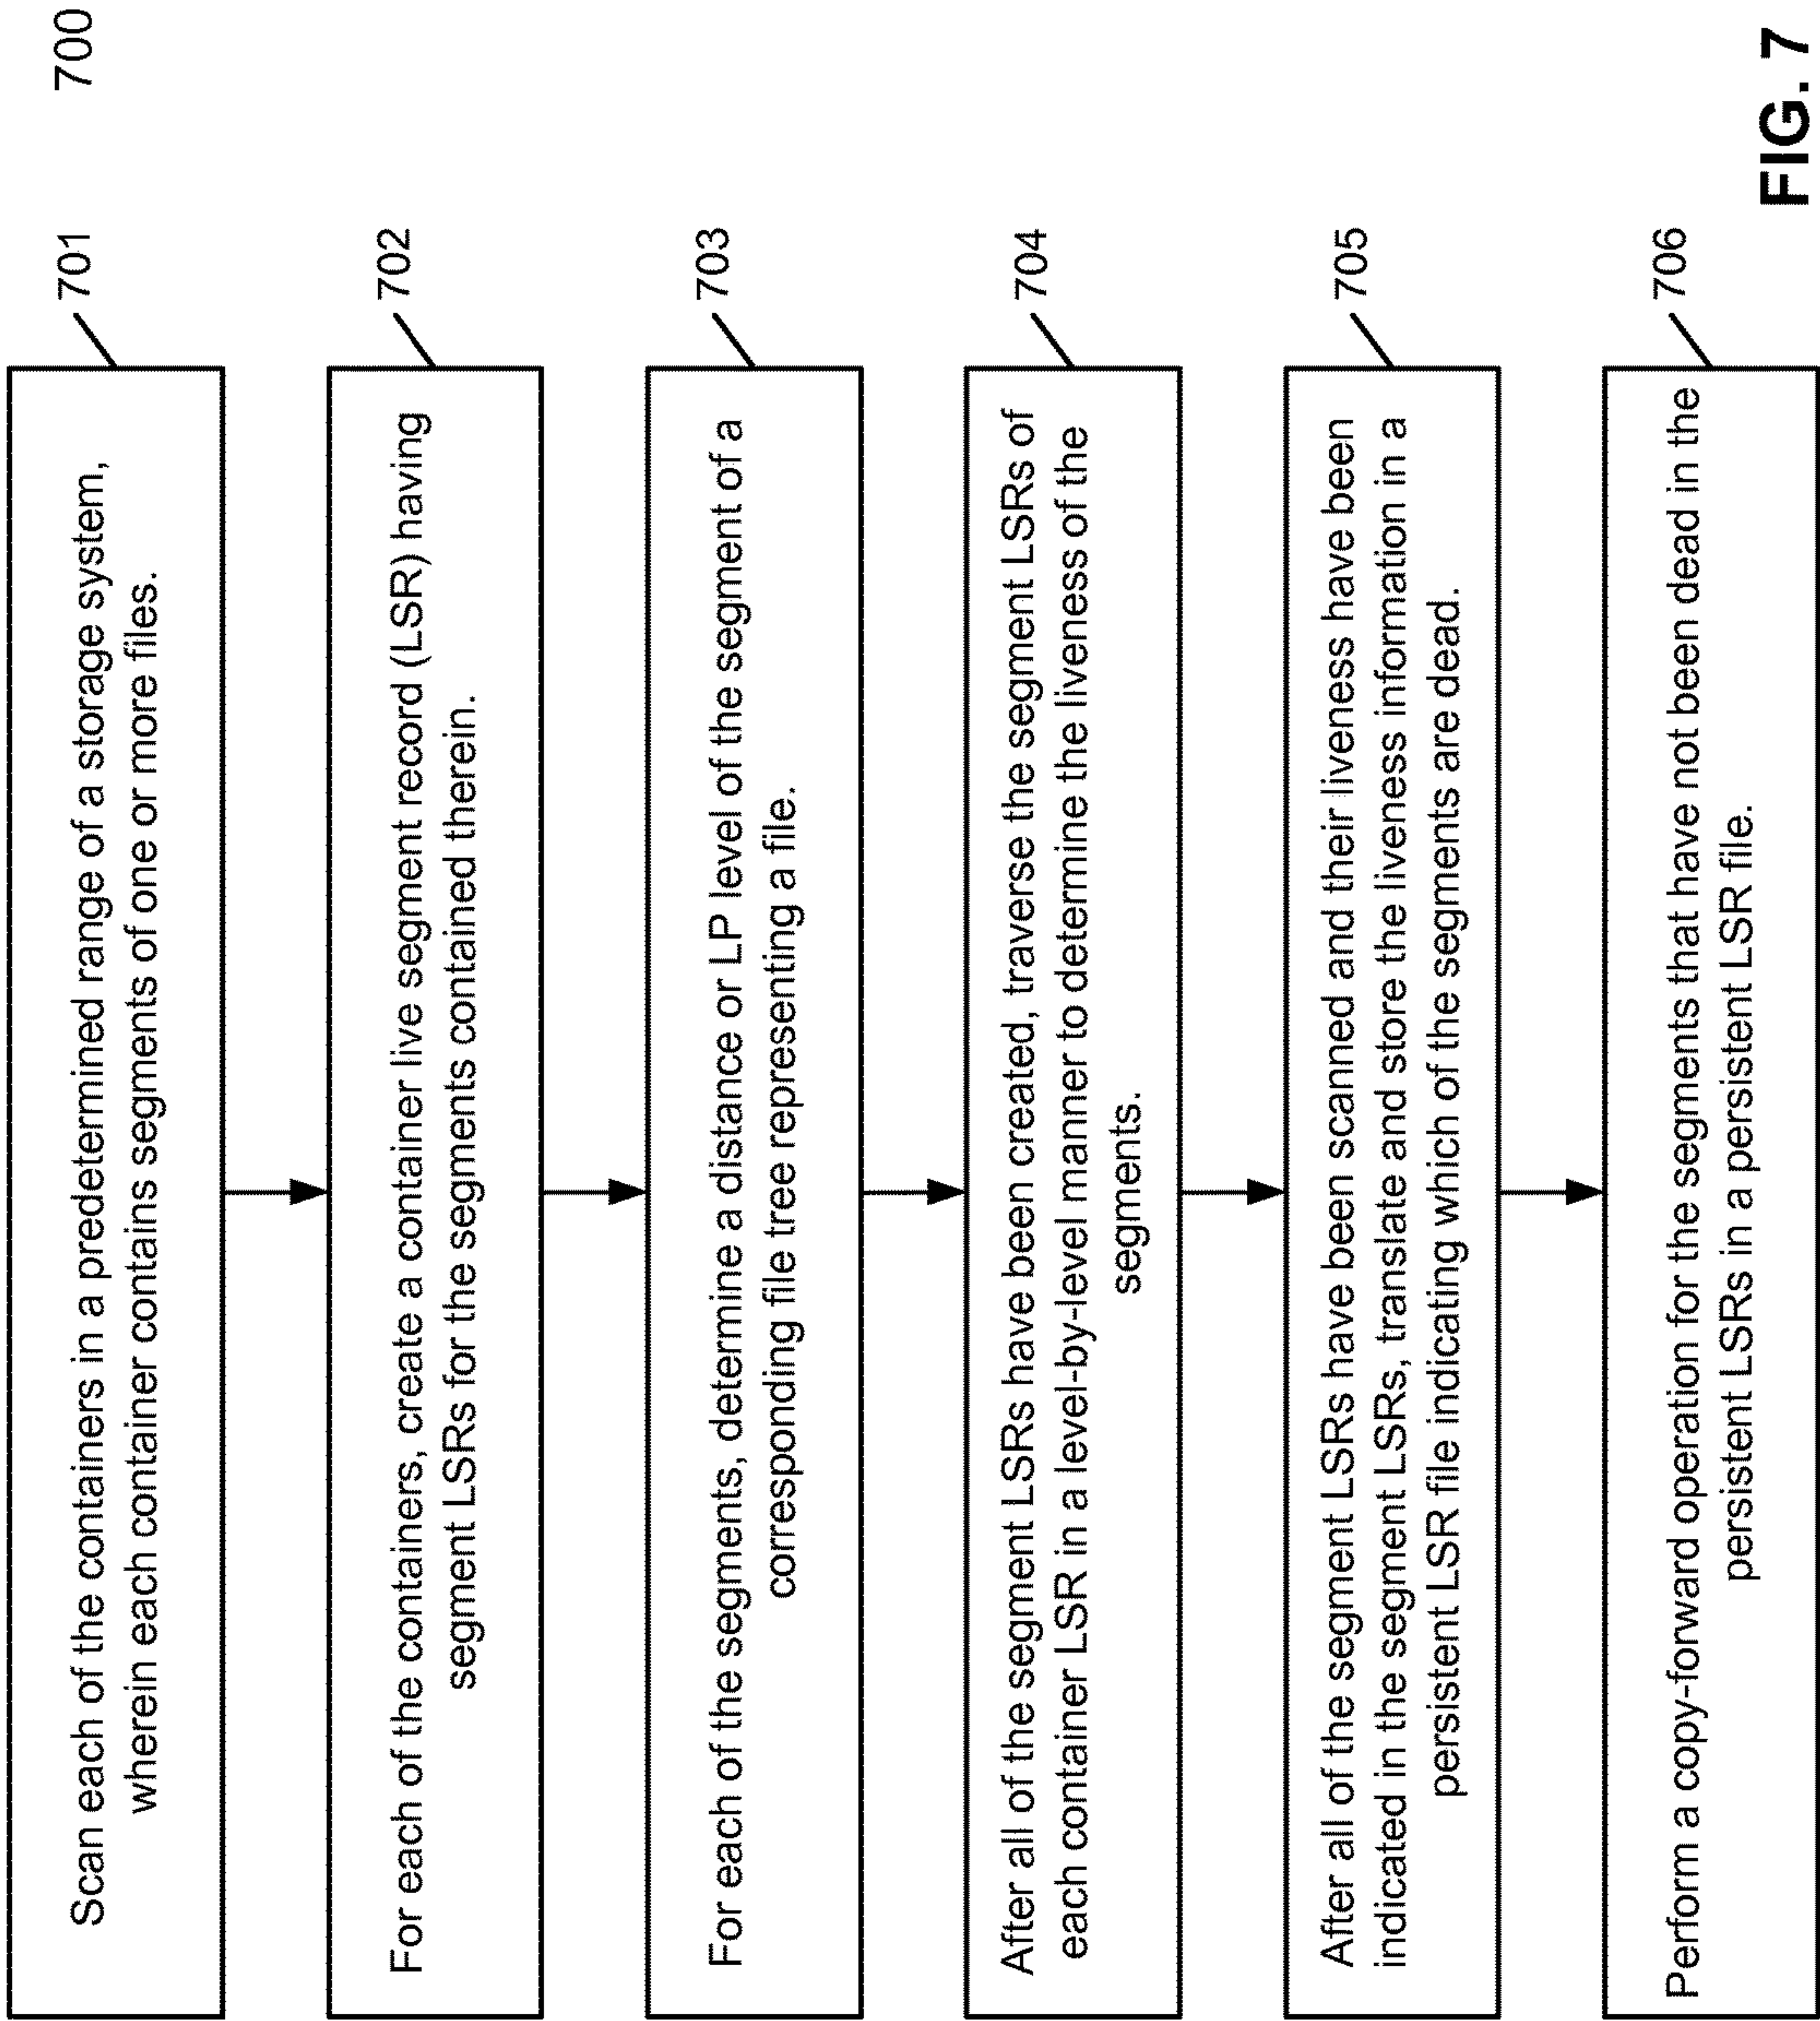 700
Scan each of the containers in a predetermined range of a storage system,
wherein each container contains segments of one or more files.
701
For each of the containers, create a container live segment record (LSR) having
segment LSRs for the segments contained therein.
702
For each of the segments, determine a distance or LP level of the segment of a
corresponding file tree representing a file.
703
After all of the segment LSRs have been created, traverse the segment LSRs of
each container LSR in a level-by-level manner to determine the liveness of the
segments.
704
After all of the segment LSRs have been scanned and their liveness have been
indicated in the segment LSRs, translate and store the liveness information in a
persistent LSR file indicating which of the segments are dead.
705
Perform a copy-forward operation for the segments that have not been dead in the
persistent LSRs in a persistent LSR file.
706
FIG. 7